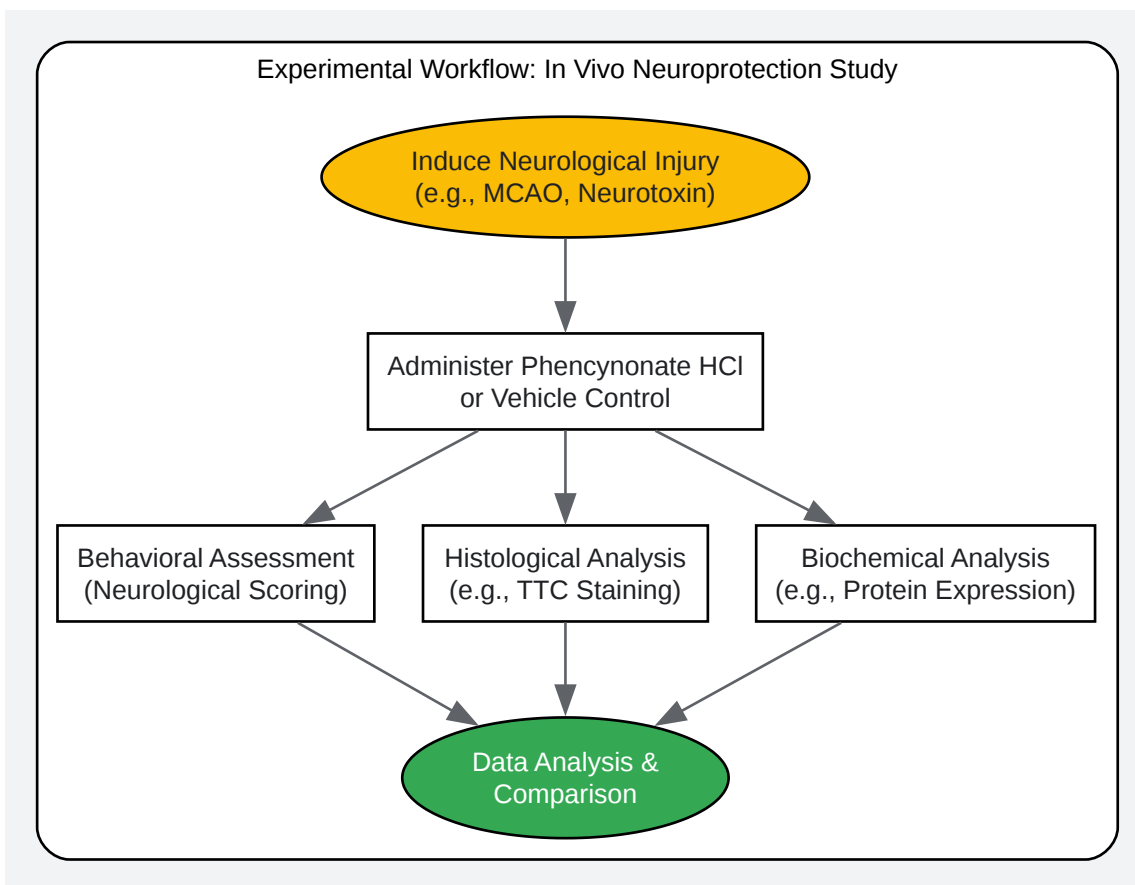 Experimental Workflow: In Vivo Neuroprotection Study
Induce Neurological Injury
(e.g., MCAO, Neurotoxin)
Administer Phencynonate HCl
or Vehicle Control
Behavioral Assessment
(Neurological Scoring)
Histological Analysis
(e.g., TTC Staining)
Biochemical Analysis
(e.g., Protein Expression)
Data Analysis &
Comparison